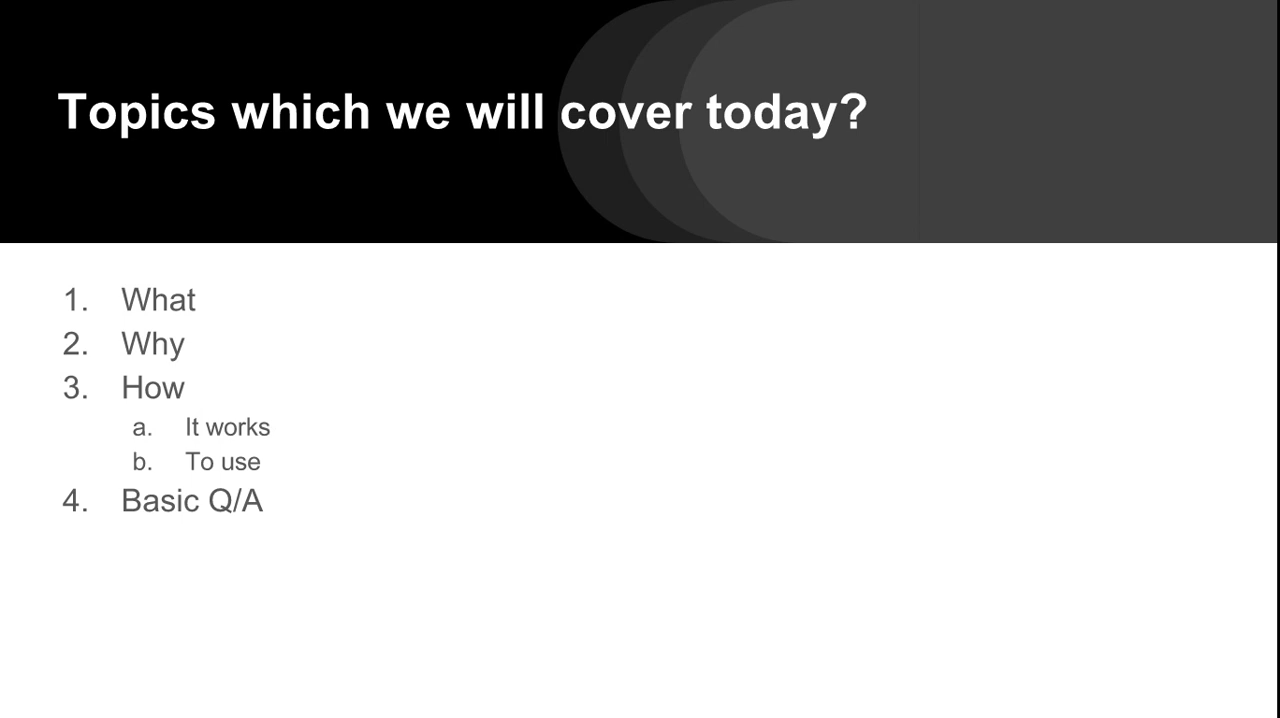 Topics which we will cover today?
1. What
2. Why
3. How
a. It works
b. To use
4. Basic Q/A